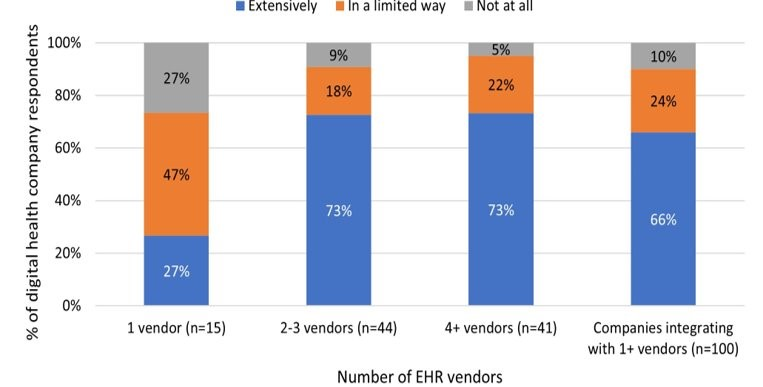 Extensively In a limited way Not at all
% of digital health company respondents
100%
80%
60%
40%
20%
0%
27%
47%
27%
9%
18%
73%
5%
22%
73%
10%
24%
66%
1 vendor (n=15)
2-3 vendors (n=44)
4+ vendors (n=41)
Companies integrating
with 1+ vendors (n=100)
Number of EHR vendors